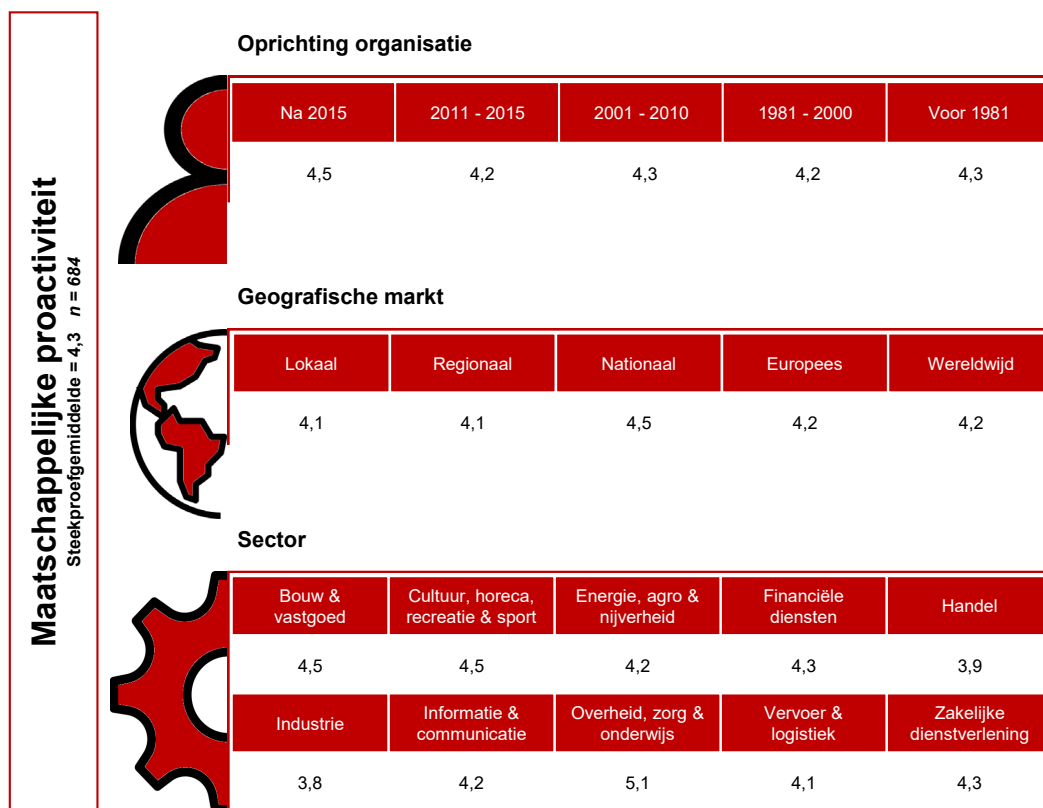 Maatschappelijke proactiviteit
Steekproefgemiddelde = 4,3 n = 684
Oprichting organisatie
Na 2015 2011 - 2015 2001 - 2010 1981 - 2000 Voor 1981
4,5 4,2 4,3 4,2 4,3
Geografische markt
Lokaal Regionaal Nationaal Europees Wereldwijd
4,1 4,1 4,5 4,2 4,2
Sector
Bouw & Cultuur, horeca, Energie, agro & Financiële Handel
vastgoed recreatie & sport nijverheid diensten
4,5 4,5 4,2 4,3 3,9
Industrie Informatie & Overheid, zorg & Vervoer & Zakelijke
communicatie onderwijs logistiek dienstverlening
3,8 4,2 5,1 4,1 4,3